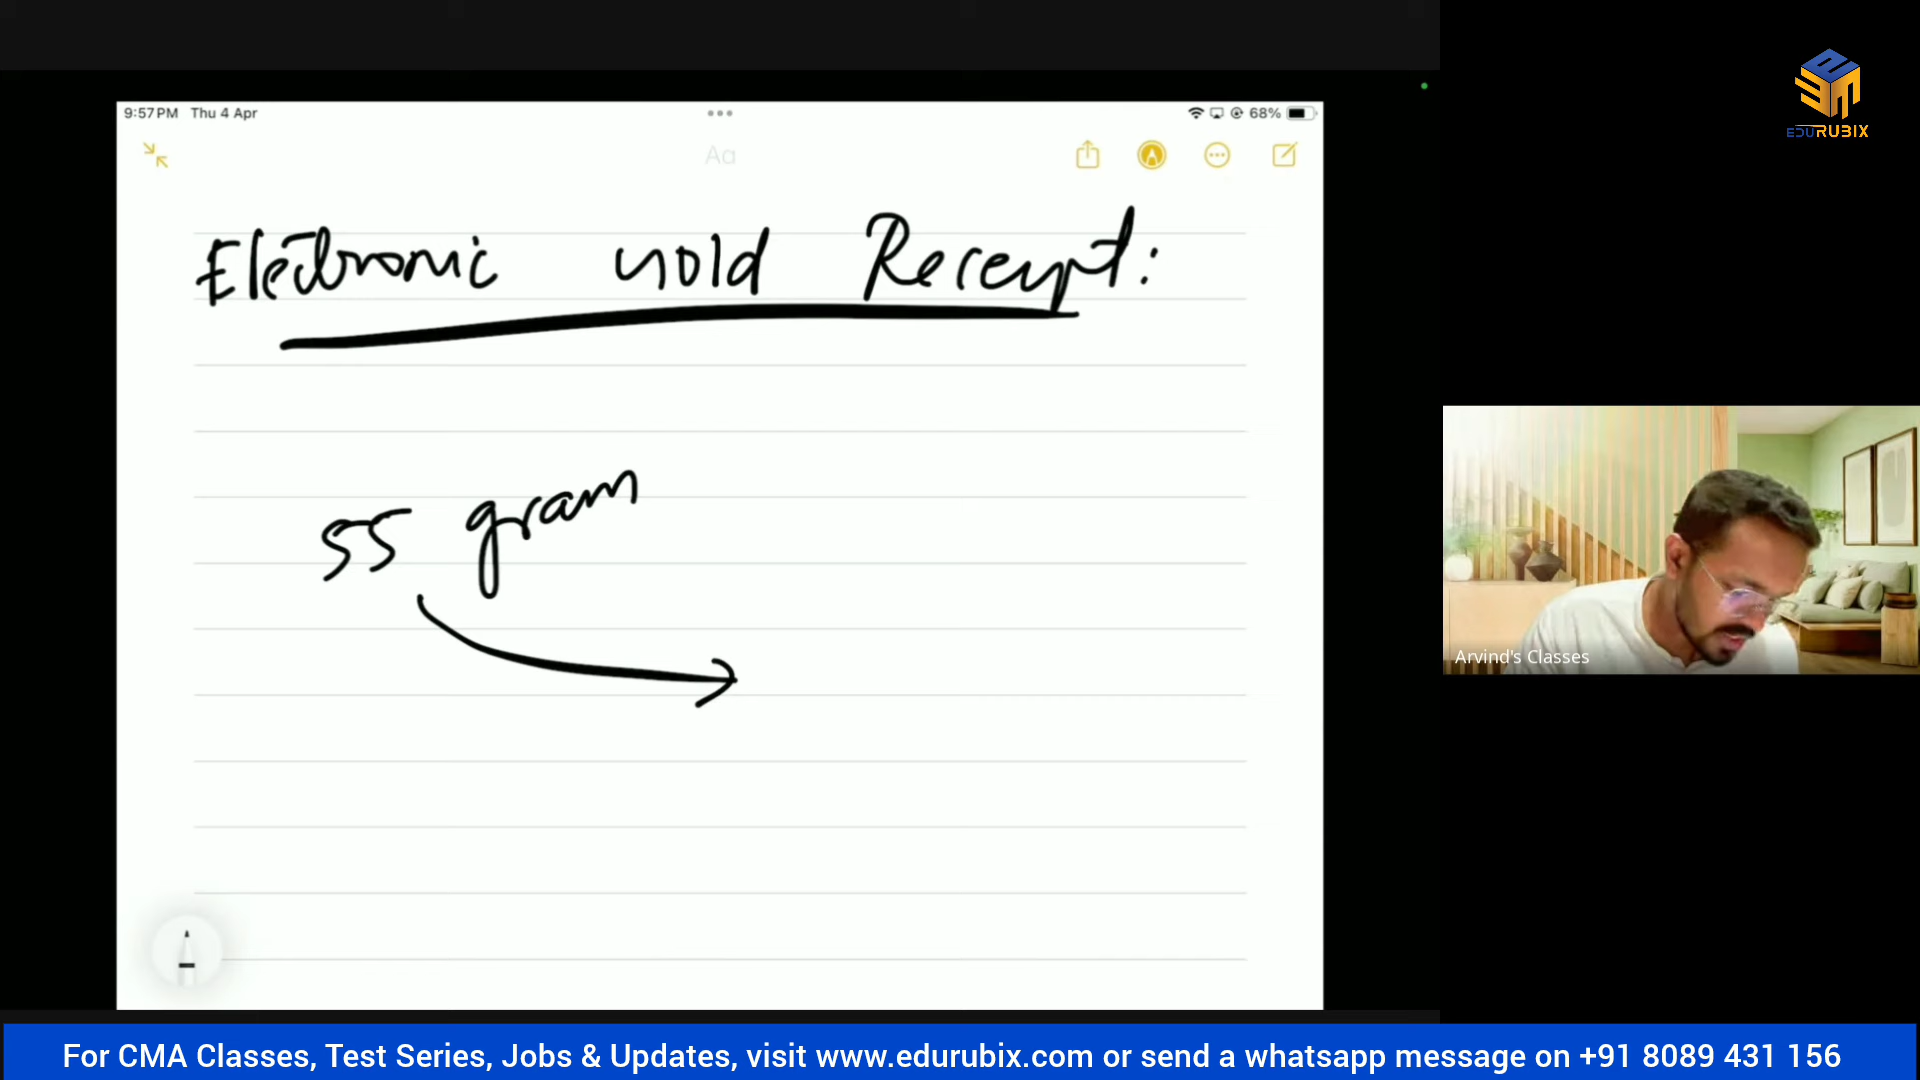 9:57 PM Thu 4 Apr
68%
Aa
EDURUBIX
Electronic Gold Receipt:
55 gram
Arvind's Classes
For CMA Classes, Test Series, Jobs & Updates, visit www.edurubix.com or send a whatsapp message on +91 8089 431 156